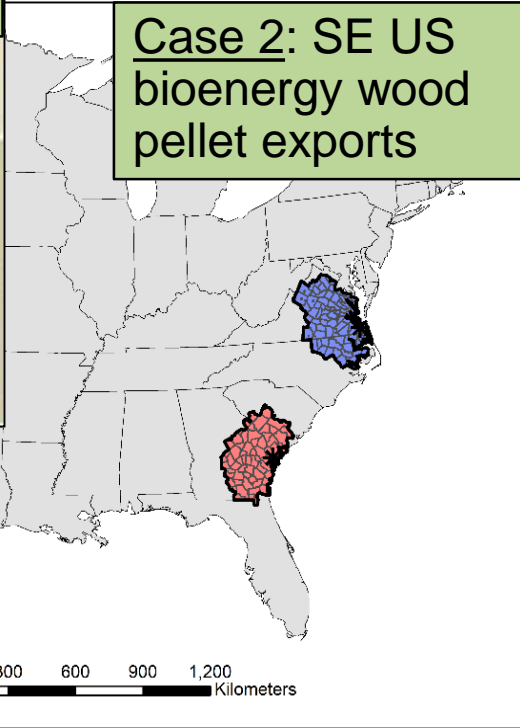 Case 2: SE US
bioenergy wood
pellet exports
300 600 900 1,200
Kilometers